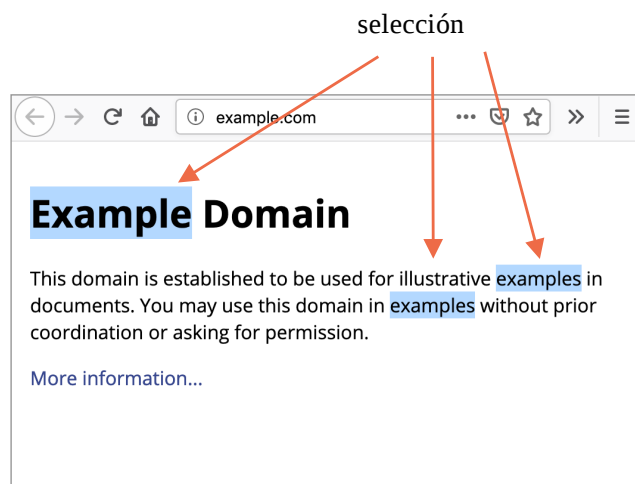 selección
example.com
Example Domain
This domain is established to be used for illustrative examples in
documents. You may use this domain in examples without prior
coordination or asking for permission.
More information...